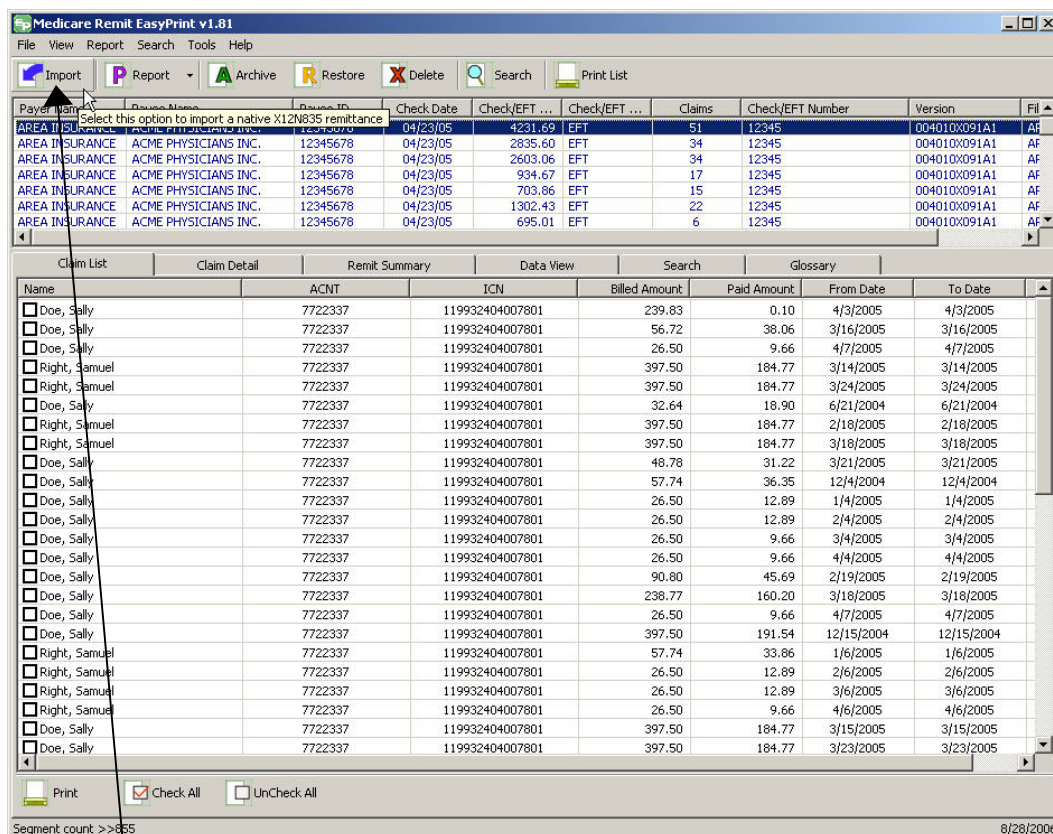 Medicare Remit EasyPrint v1.81
File View Report Search Tools Help
Import Report Archive Restore Delete Search Print List
Payer Name Payee Name Payee ID Check Date Check/EFT ... Check/EFT ... Claims Check/EFT Number Version Fil
Select this option to import a native X12N835 remittance
AREA INSURANCE ACME PHYSICIANS INC. 12345678 04/23/05 4231.69 EFT 51 12345 004010X091A1 AF
AREA INSURANCE ACME PHYSICIANS INC. 12345678 04/23/05 2835.60 EFT 34 12345 004010X091A1 AF
AREA INSURANCE ACME PHYSICIANS INC. 12345678 04/23/05 2603.06 EFT 34 12345 004010X091A1 AF
AREA INSURANCE ACME PHYSICIANS INC. 12345678 04/23/05 934.67 EFT 17 12345 004010X091A1 AF
AREA INSURANCE ACME PHYSICIANS INC. 12345678 04/23/05 703.86 EFT 15 12345 004010X091A1 AF
AREA INSURANCE ACME PHYSICIANS INC. 12345678 04/23/05 1302.43 EFT 22 12345 004010X091A1 AF
AREA INSURANCE ACME PHYSICIANS INC. 12345678 04/23/05 695.01 EFT 6 12345 004010X091A1 AF
Claim List Claim Detail Remit Summary Data View Search Glossary
Name ACNT ICN Billed Amount Paid Amount From Date To Date
Doe, Sally 7722337 119932404007801 239.83 0.10 4/3/2005 4/3/2005
Doe, Sally 7722337 119932404007801 56.72 38.06 3/16/2005 3/16/2005
Doe, Sally 7722337 119932404007801 26.50 9.66 4/7/2005 4/7/2005
Right, Samuel 7722337 119932404007801 397.50 184.77 3/14/2005 3/14/2005
Right, Samuel 7722337 119932404007801 397.50 184.77 3/24/2005 3/24/2005
Doe, Sally 7722337 119932404007801 32.64 18.90 6/21/2004 6/21/2004
Right, Samuel 7722337 119932404007801 397.50 184.77 2/18/2005 2/18/2005
Right, Samuel 7722337 119932404007801 397.50 184.77 3/18/2005 3/18/2005
Doe, Sally 7722337 119932404007801 48.78 31.22 3/21/2005 3/21/2005
Doe, Sally 7722337 119932404007801 57.74 36.35 12/4/2004 12/4/2004
Doe, Sally 7722337 119932404007801 26.50 12.89 1/4/2005 1/4/2005
Doe, Sally 7722337 119932404007801 26.50 12.89 2/4/2005 2/4/2005
Doe, Sally 7722337 119932404007801 26.50 9.66 3/4/2005 3/4/2005
Doe, Sally 7722337 119932404007801 26.50 9.66 4/4/2005 4/4/2005
Doe, Sally 7722337 119932404007801 90.80 45.69 2/19/2005 2/19/2005
Doe, Sally 7722337 119932404007801 238.77 160.20 3/18/2005 3/18/2005
Doe, Sally 7722337 119932404007801 26.50 9.66 4/7/2005 4/7/2005
Doe, Sally 7722337 119932404007801 397.50 191.54 12/15/2004 12/15/2004
Right, Samuel 7722337 119932404007801 57.74 33.86 1/6/2005 1/6/2005
Right, Samuel 7722337 119932404007801 26.50 12.89 2/6/2005 2/6/2005
Right, Samuel 7722337 119932404007801 26.50 12.89 3/6/2005 3/6/2005
Right, Samuel 7722337 119932404007801 26.50 9.66 4/6/2005 4/6/2005
Doe, Sally 7722337 119932404007801 397.50 184.77 3/15/2005 3/15/2005
Doe, Sally 7722337 119932404007801 397.50 184.77 3/23/2005 3/23/2005
Print Check All UnCheck All
Segment count >>855 8/28/2006